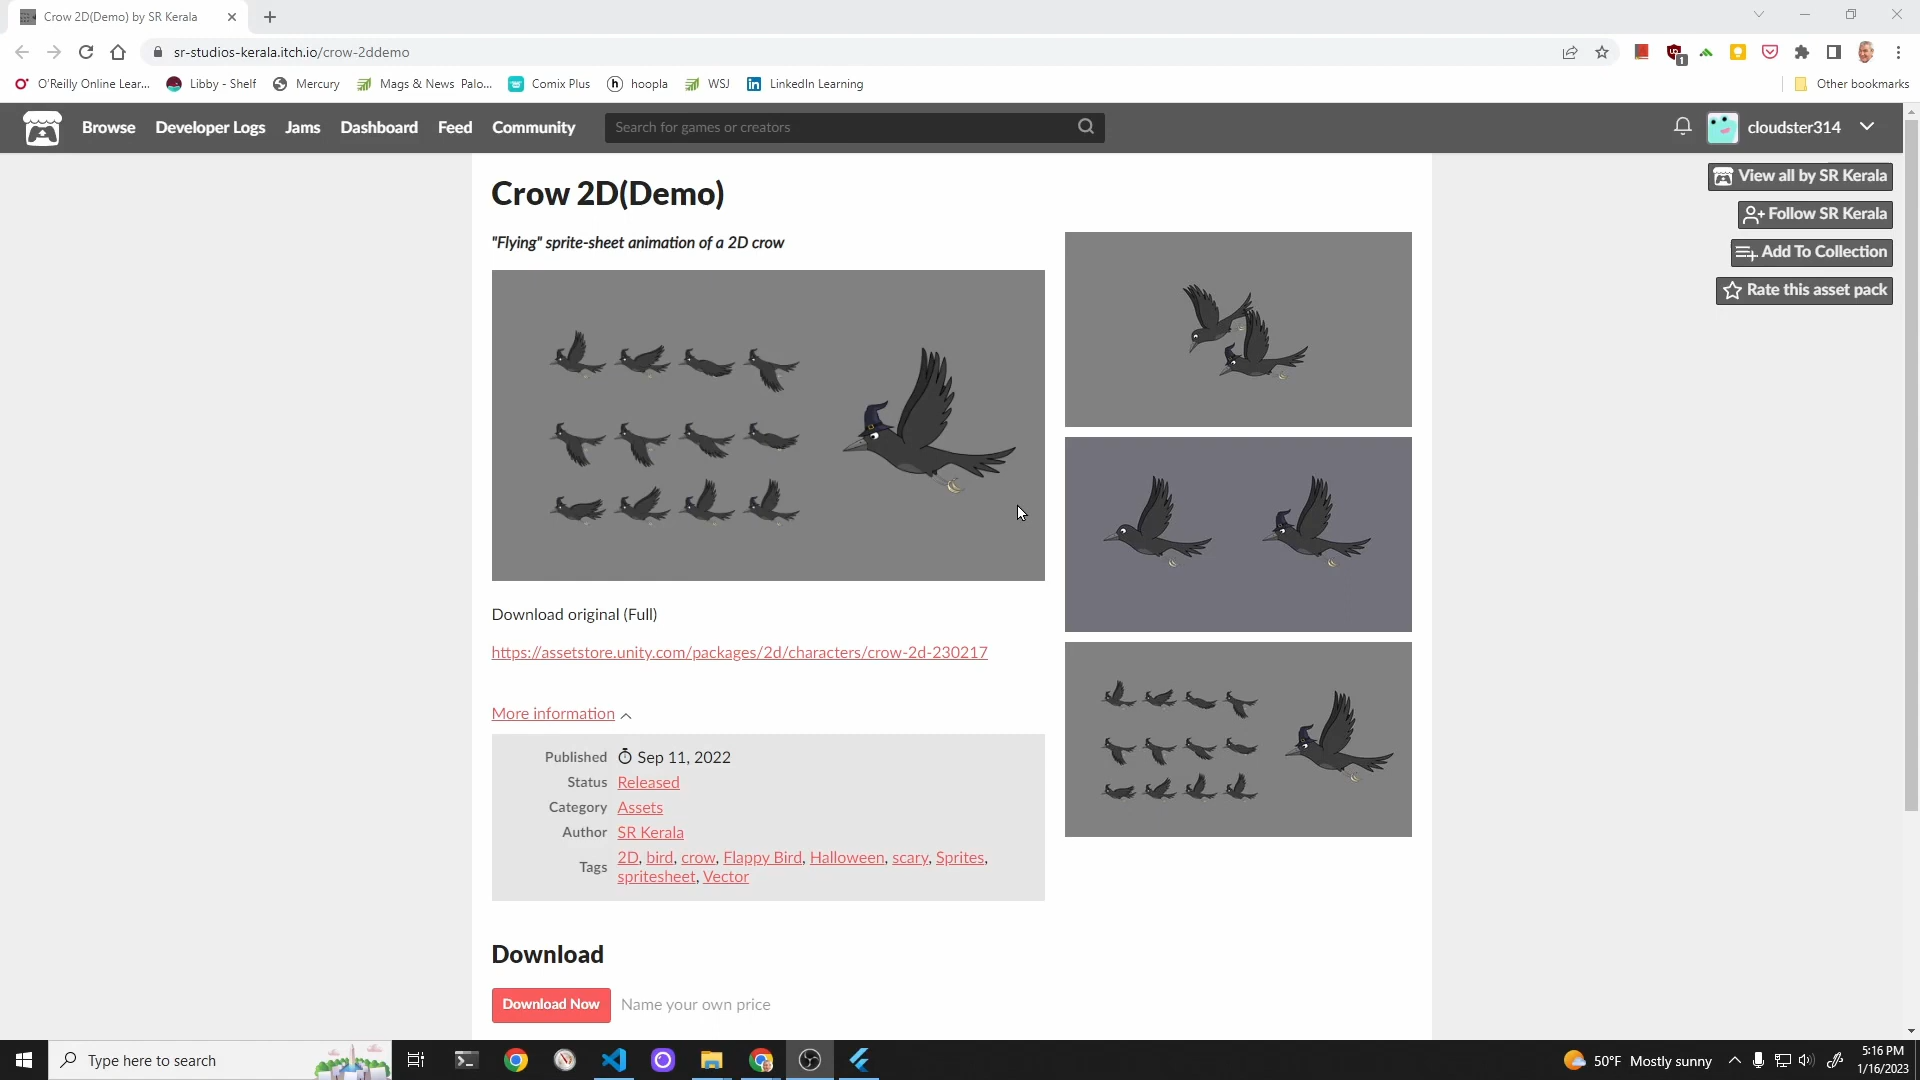 Crow 2D(Demo) by SR Kerala
sr-studios-kerala.itch.io/crow-2ddemo
1
O'Reilly Online Lear...
Libby - Shelf
Mercury
Mags & News Palo...
Comix Plus
hoopla
WSJ
LinkedIn Learning
Other bookmarks
Browse
Developer Logs
Jams
Dashboard
Feed
Community
Search for games or creators
cloudster314
View all by SR Kerala
Follow SR Kerala
Add To Collection
Rate this asset pack
Crow 2D(Demo)
"Flying" sprite-sheet animation of a 2D crow
Download original (Full)
https://assetstore.unity.com/packages/2d/characters/crow-2d-230217
More information
Published Sep 11, 2022
Status Released
Category Assets
Author SR Kerala
Tags 2D, bird, crow, Flappy Bird, Halloween, scary, Sprites,
spritesheet, Vector
Download
Download Now Name your own price
Type here to search
50°F Mostly sunny
5:16 PM
1/16/2023